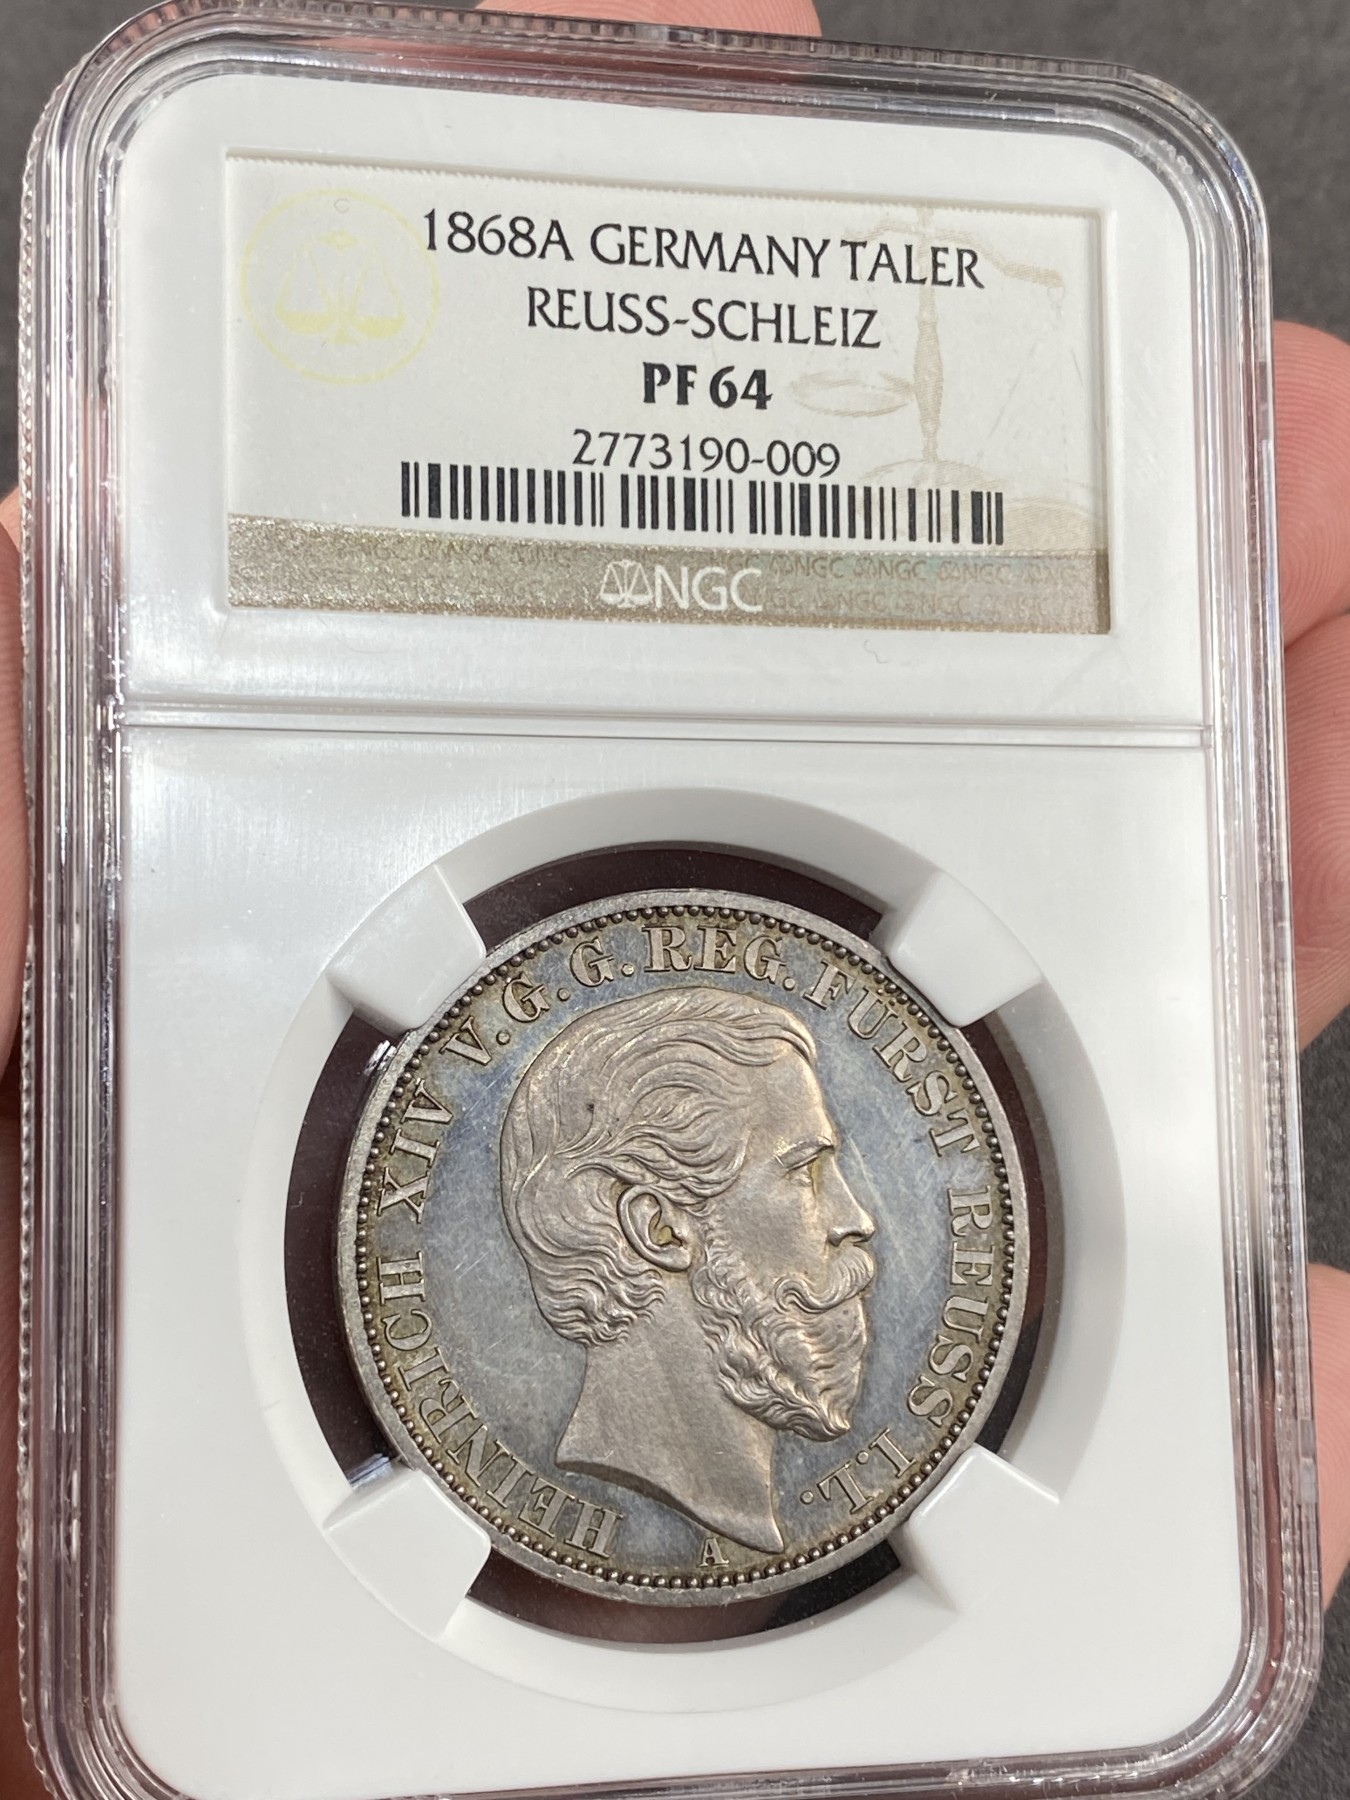 1868A GERMANY TALER
REUSS-SCHLEIZ
PF 64
2773190-009
NGC
HEINRICH XIV V.G.G.REG.FÜRST REUSS I:L.
A